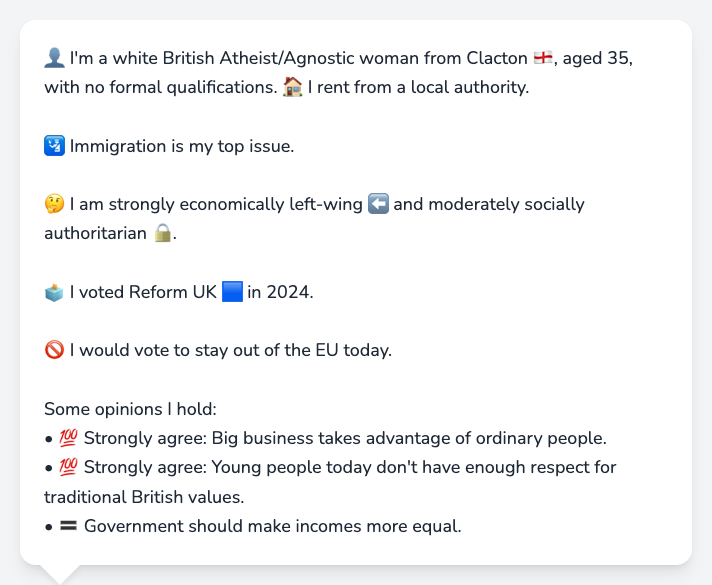 👤 I'm a white British Atheist/Agnostic woman from Clacton 🏴󠁧󠁢󠁥󠁮󠁧󠁿, aged 35,
with no formal qualifications. 🏠 I rent from a local authority.
🛂 Immigration is my top issue.
🤔 I am strongly economically left-wing ⬅️ and moderately socially
authoritarian 🔒.
🗳️ I voted Reform UK 🟦 in 2024.
🚫 I would vote to stay out of the EU today.
Some opinions I hold:
• 💯 Strongly agree: Big business takes advantage of ordinary people.
• 💯 Strongly agree: Young people today don't have enough respect for
traditional British values.
• 🟰 Government should make incomes more equal.